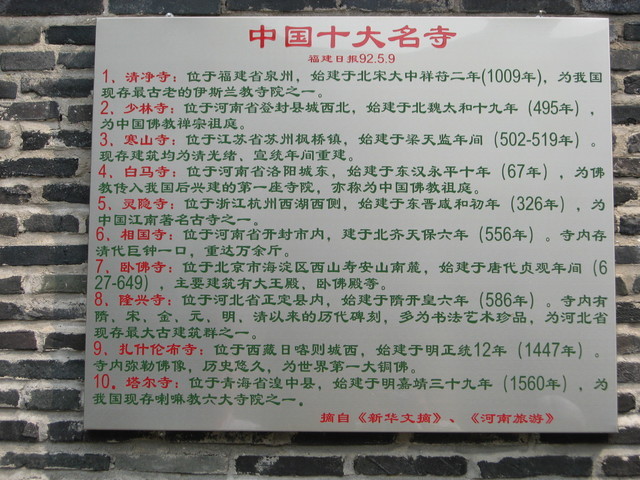 中国十大名寺
福建日报92.5.9
1、清净寺：位于福建省泉州，始建于北宋大中祥符二年(1009年)，为我国
现存最古老的伊斯兰教寺院之一。
2、少林寺：位于河南省登封县城西北，始建于北魏太和十九年（495年），
为中国佛教禅宗祖庭。
3、寒山寺：位于江苏省苏州枫桥镇，始建于梁天监年间（502-519年）。
现存建筑均为清光绪、宣统年间重建。
4、白马寺：位于河南省洛阳城东，始建于东汉永平十年（67年），为佛
教传入我国后兴建的第一座寺院，亦称为中国佛教祖庭。
5、灵隐寺：位于浙江杭州西湖西侧，始建于东晋咸和初年（326年），为
中国江南著名古寺之一。
6、相国寺：位于河南省开封市内，建于北齐天保六年（556年）。寺内存
清代巨钟一口，重达万余斤。
7、卧佛寺：位于北京市海淀区西山寿安山南麓，始建于唐代贞观年间（6
27-649），主要建筑有大王殿，卧佛殿等。
8、隆兴寺：位于河北省正定县内，始建于隋开皇六年（586年）。寺内有
隋、宋、金、元，明，清以来的历代碑刻，多为书法艺术珍品，为河北省
现存最大古建筑群之一。
9、扎什伦布寺：位于西藏日喀则城西，始建于明正统12年（1447年）。
寺内弥勒佛像，历史悠久，为世界第一大铜佛。
10、塔尔寺：位于青海省湟中县，始建于明嘉靖三十九年（1560年），为
我国现存喇嘛教六大寺院之一。
摘自《新华文摘》、《河南旅游》